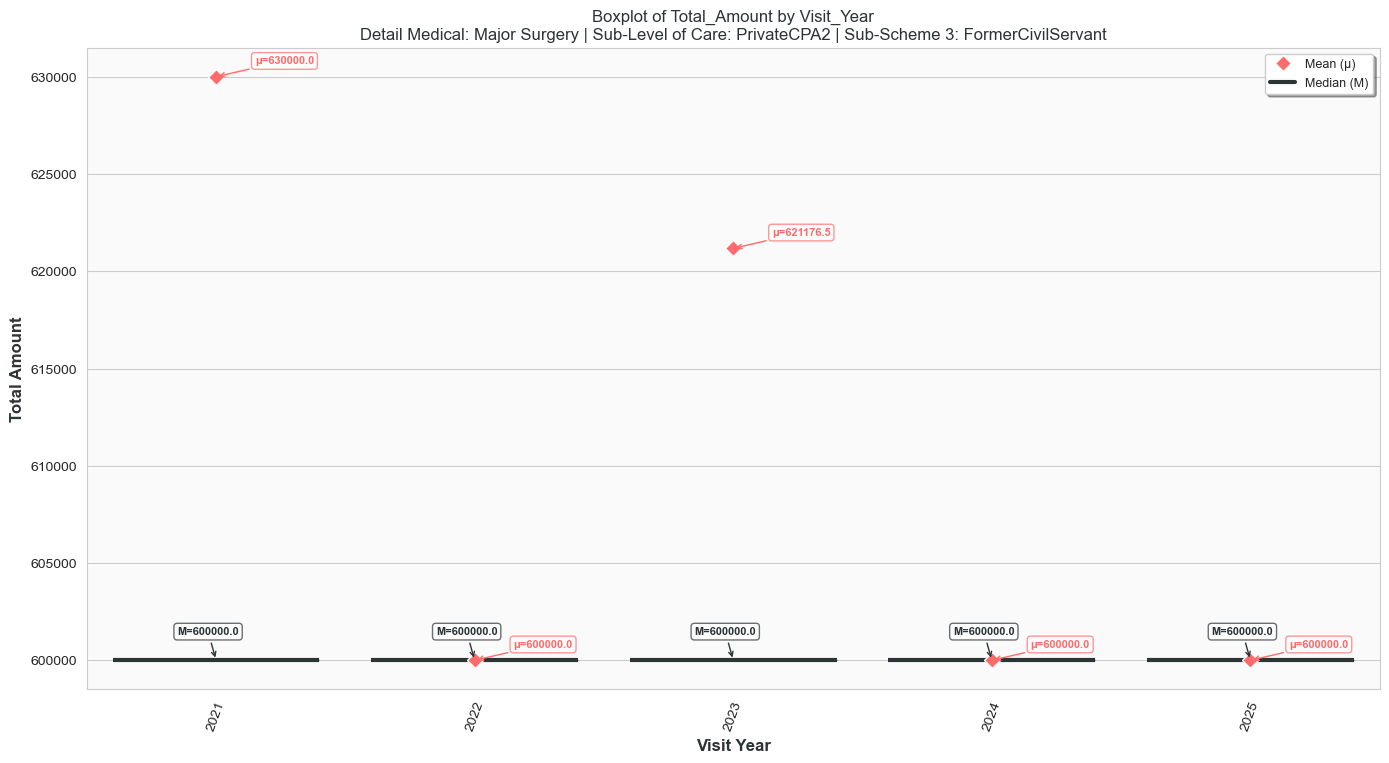 Boxplot of Total_Amount by Visit_Year
Detail Medical: Major Surgery | Sub-Level of Care: PrivateCPA2 | Sub-Scheme 3: FormerCivilServant
Mean (μ)
Median (M)
Total Amount
630000
625000
620000
615000
610000
605000
600000
μ=630000.0
μ=621176.5
M=600000.0
M=600000.0
μ=600000.0
M=600000.0
M=600000.0
μ=600000.0
M=600000.0
μ=600000.0
2021
2022
2023
2024
2025
Visit Year